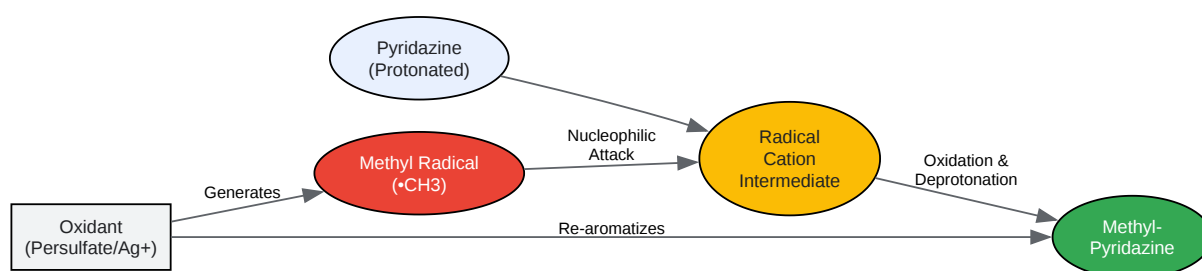 Pyridazine
(Protonated)
Nucleophilic
Attack
Radical
Cation
Intermediate
Methyl Radical
(•CH3)
Oxidation &
Deprotonation
Generates
Oxidant
(Persulfate/Ag+)
Re-aromatizes
Methyl-
Pyridazine